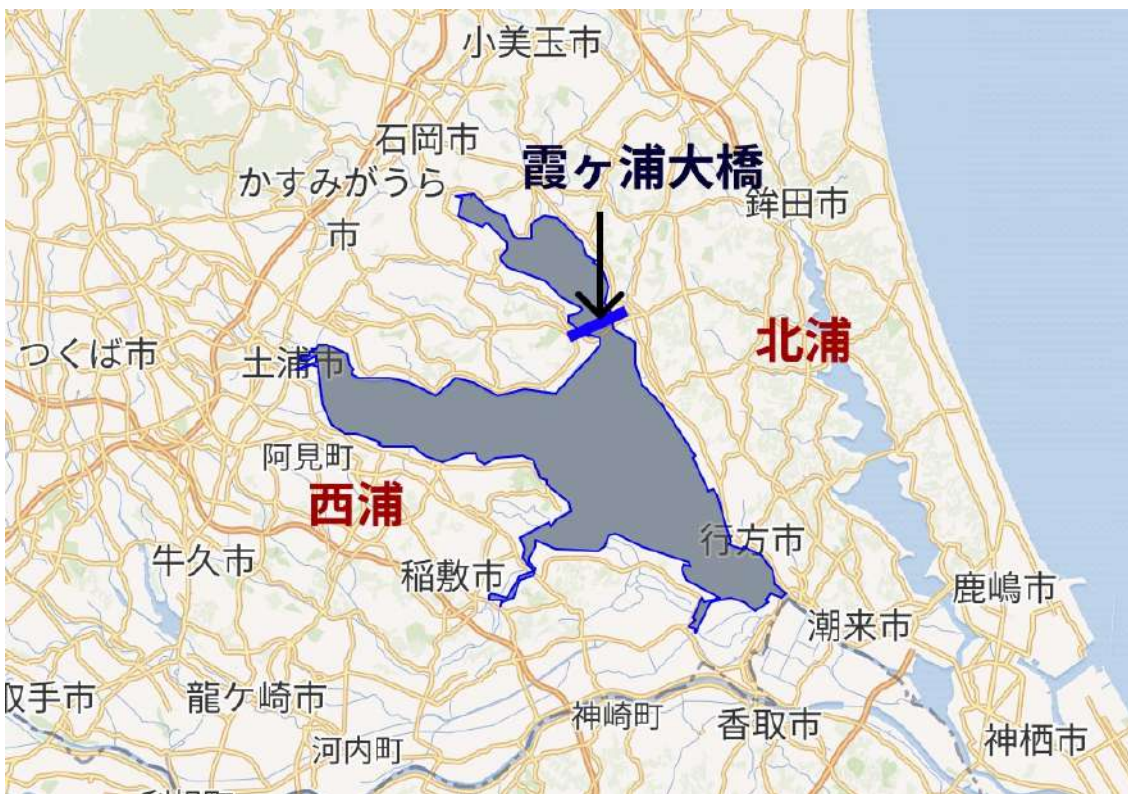 小美玉市
石岡市
霞ヶ浦大橋
かすみがうら
市
鉾田市
北浦
つくば市
土浦市
阿見町
西浦
行方市
牛久市
稲敷市
鹿嶋市
潮来市
取手市
龍ケ崎市
神崎町
香取市
河内町
神栖市